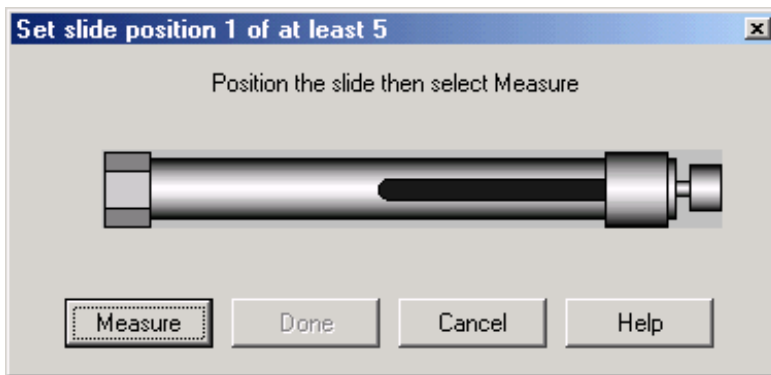 Set slide position 1 of at least 5
Position the slide then select Measure
Measure
Done
Cancel
Help